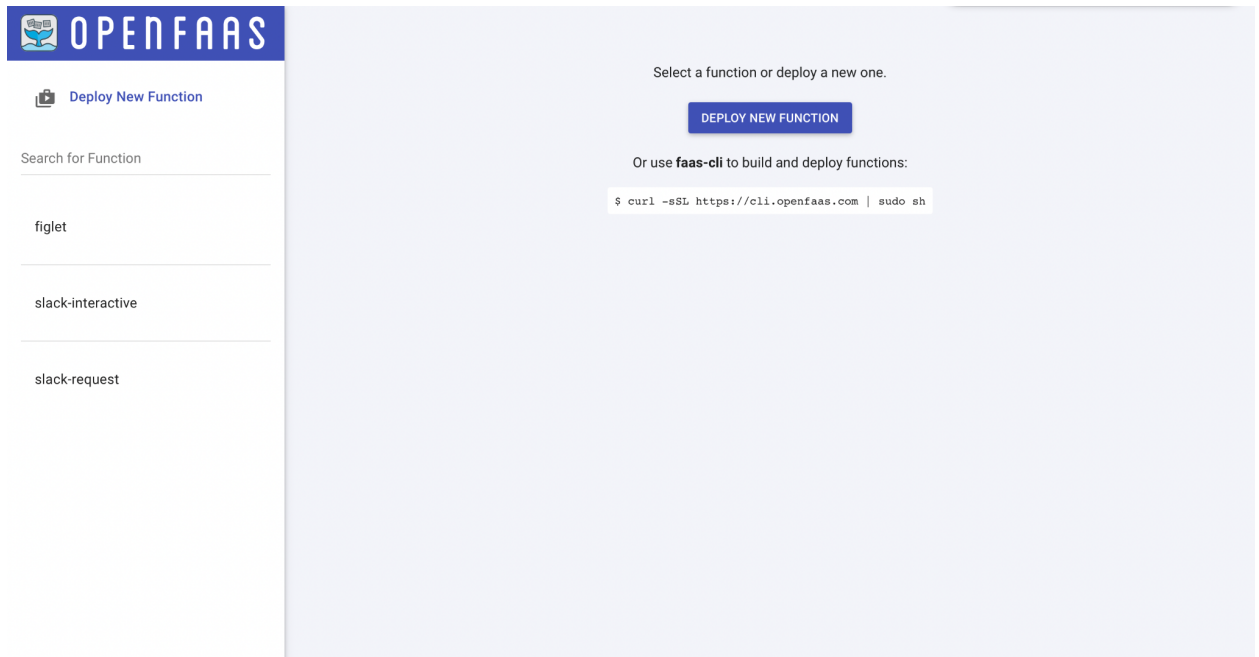 OPENFAAS
Deploy New Function
Search for Function
figlet
slack-interactive
slack-request
Select a function or deploy a new one.
DEPLOY NEW FUNCTION
Or use faas-cli to build and deploy functions:
$ curl -sSL https://cli.openfaas.com | sudo sh